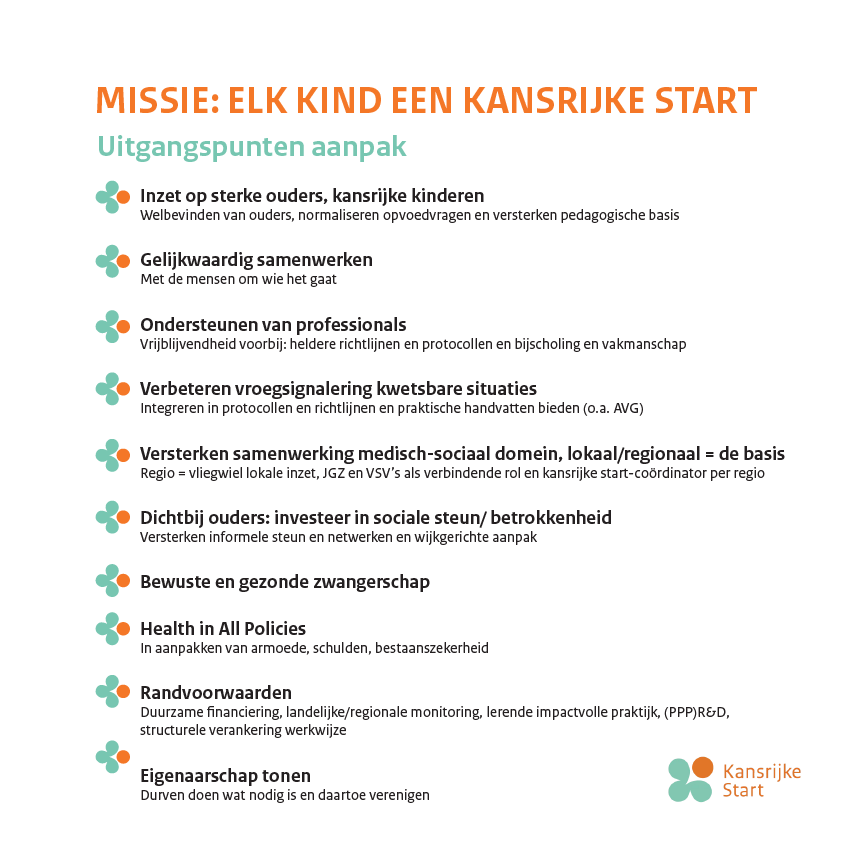 MISSIE: ELK KIND EEN KANSRIJKE START
Uitgangspunten aanpak
Inzet op sterke ouders, kansrijke kinderen
Welbevinden van ouders, normaliseren opvoedvragen en versterken pedagogische basis
Gelijkwaardig samenwerken
Met de mensen om wie het gaat
Ondersteunen van professionals
Vrijblijvendheid voorbij: heldere richtlijnen en protocollen en bijscholing en vakmanschap
Verbeteren vroegsignalering kwetsbare situaties
Integreren in protocollen en richtlijnen en praktische handvatten bieden (o.a. AVG)
Versterken samenwerking medisch-sociaal domein, lokaal/regionaal = de basis
Regio = vliegwiel lokale inzet, JGZ en VSV’s als verbindende rol en kansrijke start-coördinator per regio
Dichtbij ouders: investeer in sociale steun/ betrokkenheid
Versterken informele steun en netwerken en wijkgerichte aanpak
Bewuste en gezonde zwangerschap
Health in All Policies
In aanpakken van armoede, schulden, bestaanszekerheid
Randvoorwaarden
Duurzame financiering, landelijke/regionale monitoring, lerende impactvolle praktijk, (PPP)R&D,
structurele verankering werkwijze
Eigenaarschap tonen
Durven doen wat nodig is en daartoe verenigen
Kansrijke
Start